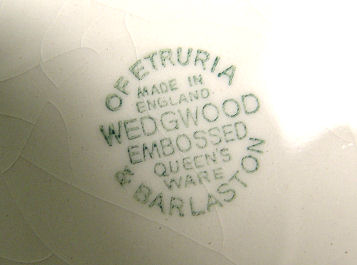 OF ETRURIA
MADE IN
ENGLAND
WEDGWOOD
EMBOSSED
QUEEN'S
WARE
& BARLASTON